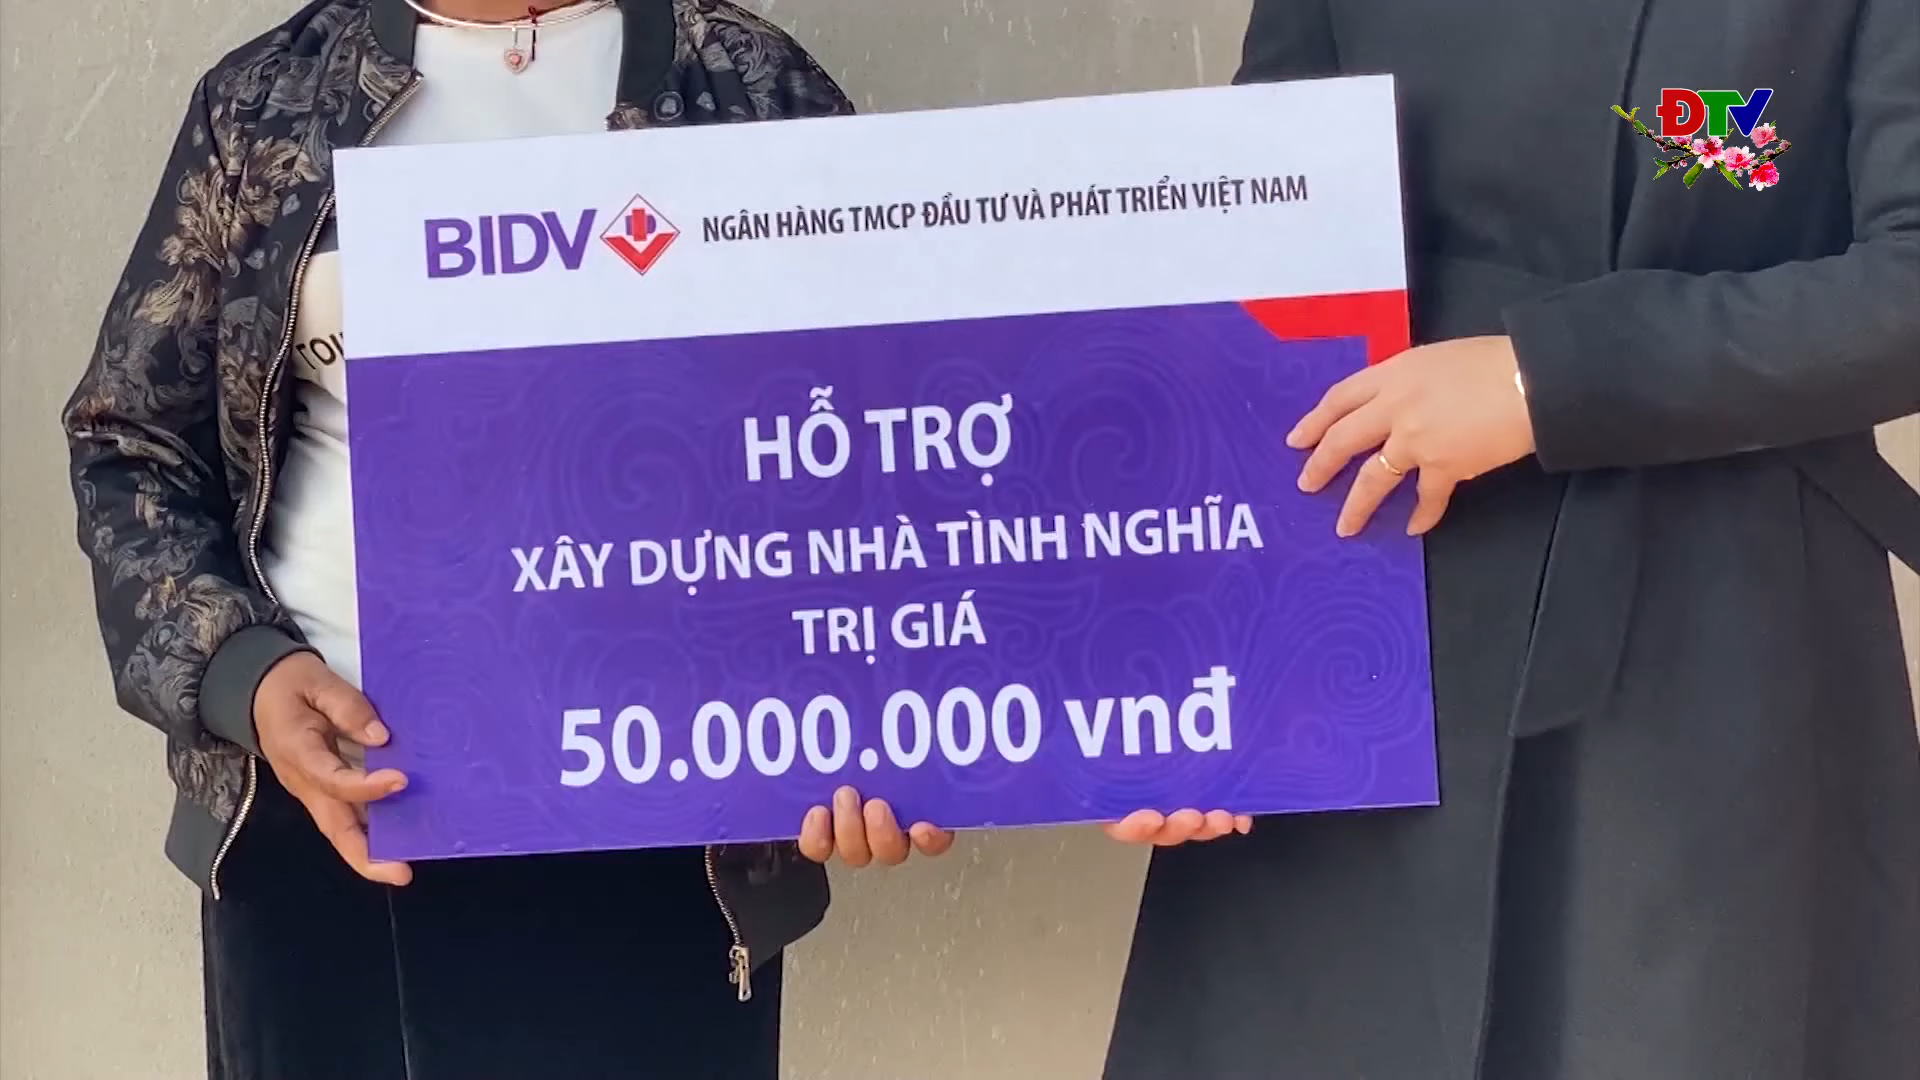 ĐTV
BIDV NGÂN HÀNG TMCP ĐẦU TƯ VÀ PHÁT TRIỂN VIỆT NAM
HỖ TRỢ
XÂY DỰNG NHÀ TÌNH NGHĨA
TRỊ GIÁ
50.000.000 vnđ